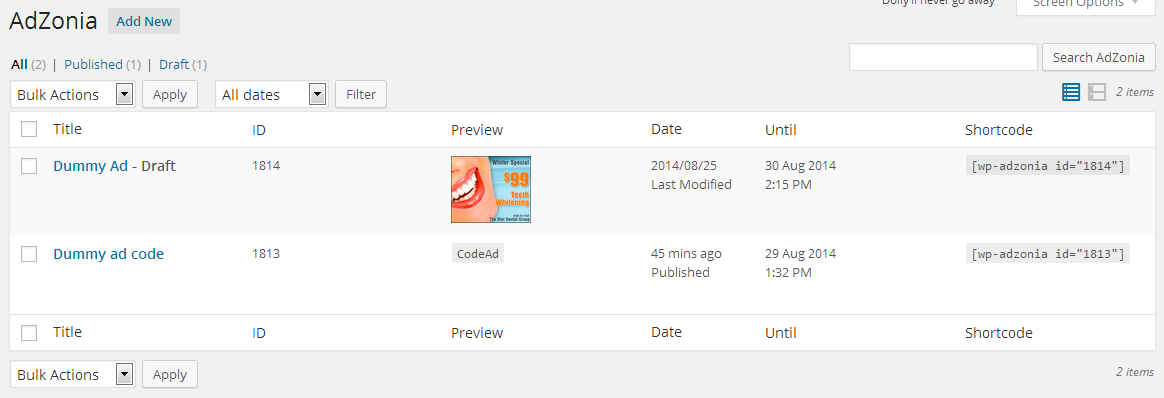 Dolly'll never go away
Screen Options
AdZonia Add New
All (2) | Published (1) | Draft (1)
Search AdZonia
Bulk Actions Apply All dates Filter
2 items
Title ID Preview Date Until Shortcode
Dummy Ad - Draft 1814 2014/08/25 30 Aug 2014 [wp-adzonia id="1814"]
Last Modified 2:15 PM
Winter Special
$99
Teeth
Whitening
The Star Dental Group
Dummy ad code 1813 CodeAd 45 mins ago 29 Aug 2014 [wp-adzonia id="1813"]
Published 1:32 PM
Title ID Preview Date Until Shortcode
Bulk Actions Apply
2 items